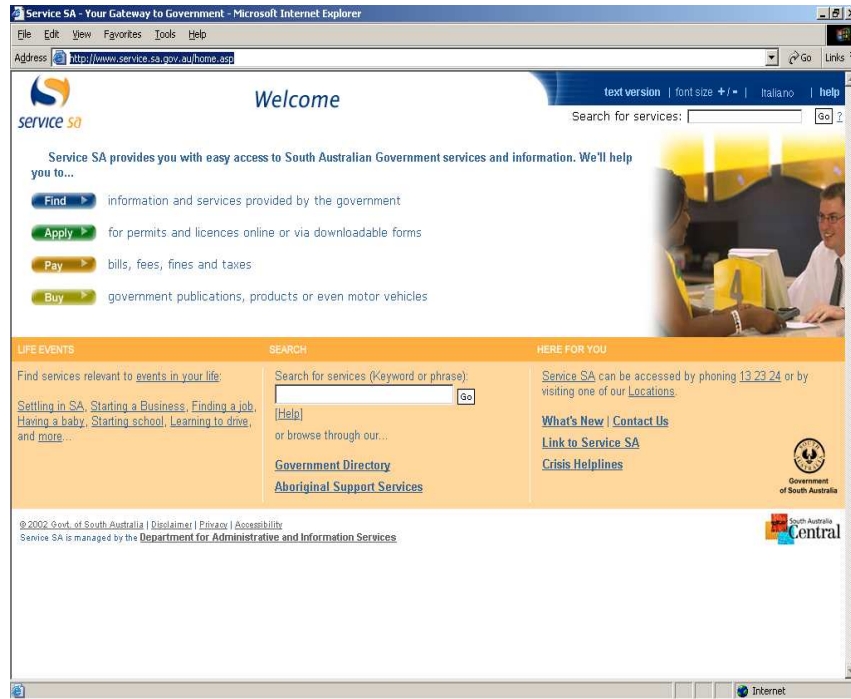 Service SA - Your Gateway to Government - Microsoft Internet Explorer
File Edit View Favorites Tools Help
Address http://www.service.sa.gov.au/home.asp Go Links
service sa
Welcome
text version | font size + / - | Italiano | help
Search for services: Go ?
Service SA provides you with easy access to South Australian Government services and information. We'll help
you to...
Find information and services provided by the government
Apply for permits and licences online or via downloadable forms
Pay bills, fees, fines and taxes
Buy government publications, products or even motor vehicles
4
LIFE EVENTS
Find services relevant to events in your life:
Settling in SA, Starting a Business, Finding a job,
Having a baby, Starting school, Learning to drive,
and more...
SEARCH
Search for services (Keyword or phrase):
Go
[Help]
or browse through our...
Government Directory
Aboriginal Support Services
HERE FOR YOU
Service SA can be accessed by phoning 13 23 24 or by
visiting one of our Locations.
What's New | Contact Us
Link to Service SA
Crisis Helplines
Government
of South Australia
© 2002 Govt. of South Australia | Disclaimer | Privacy | Accessibility
Service SA is managed by the Department for Administrative and Information Services
South Australia
Central
Internet